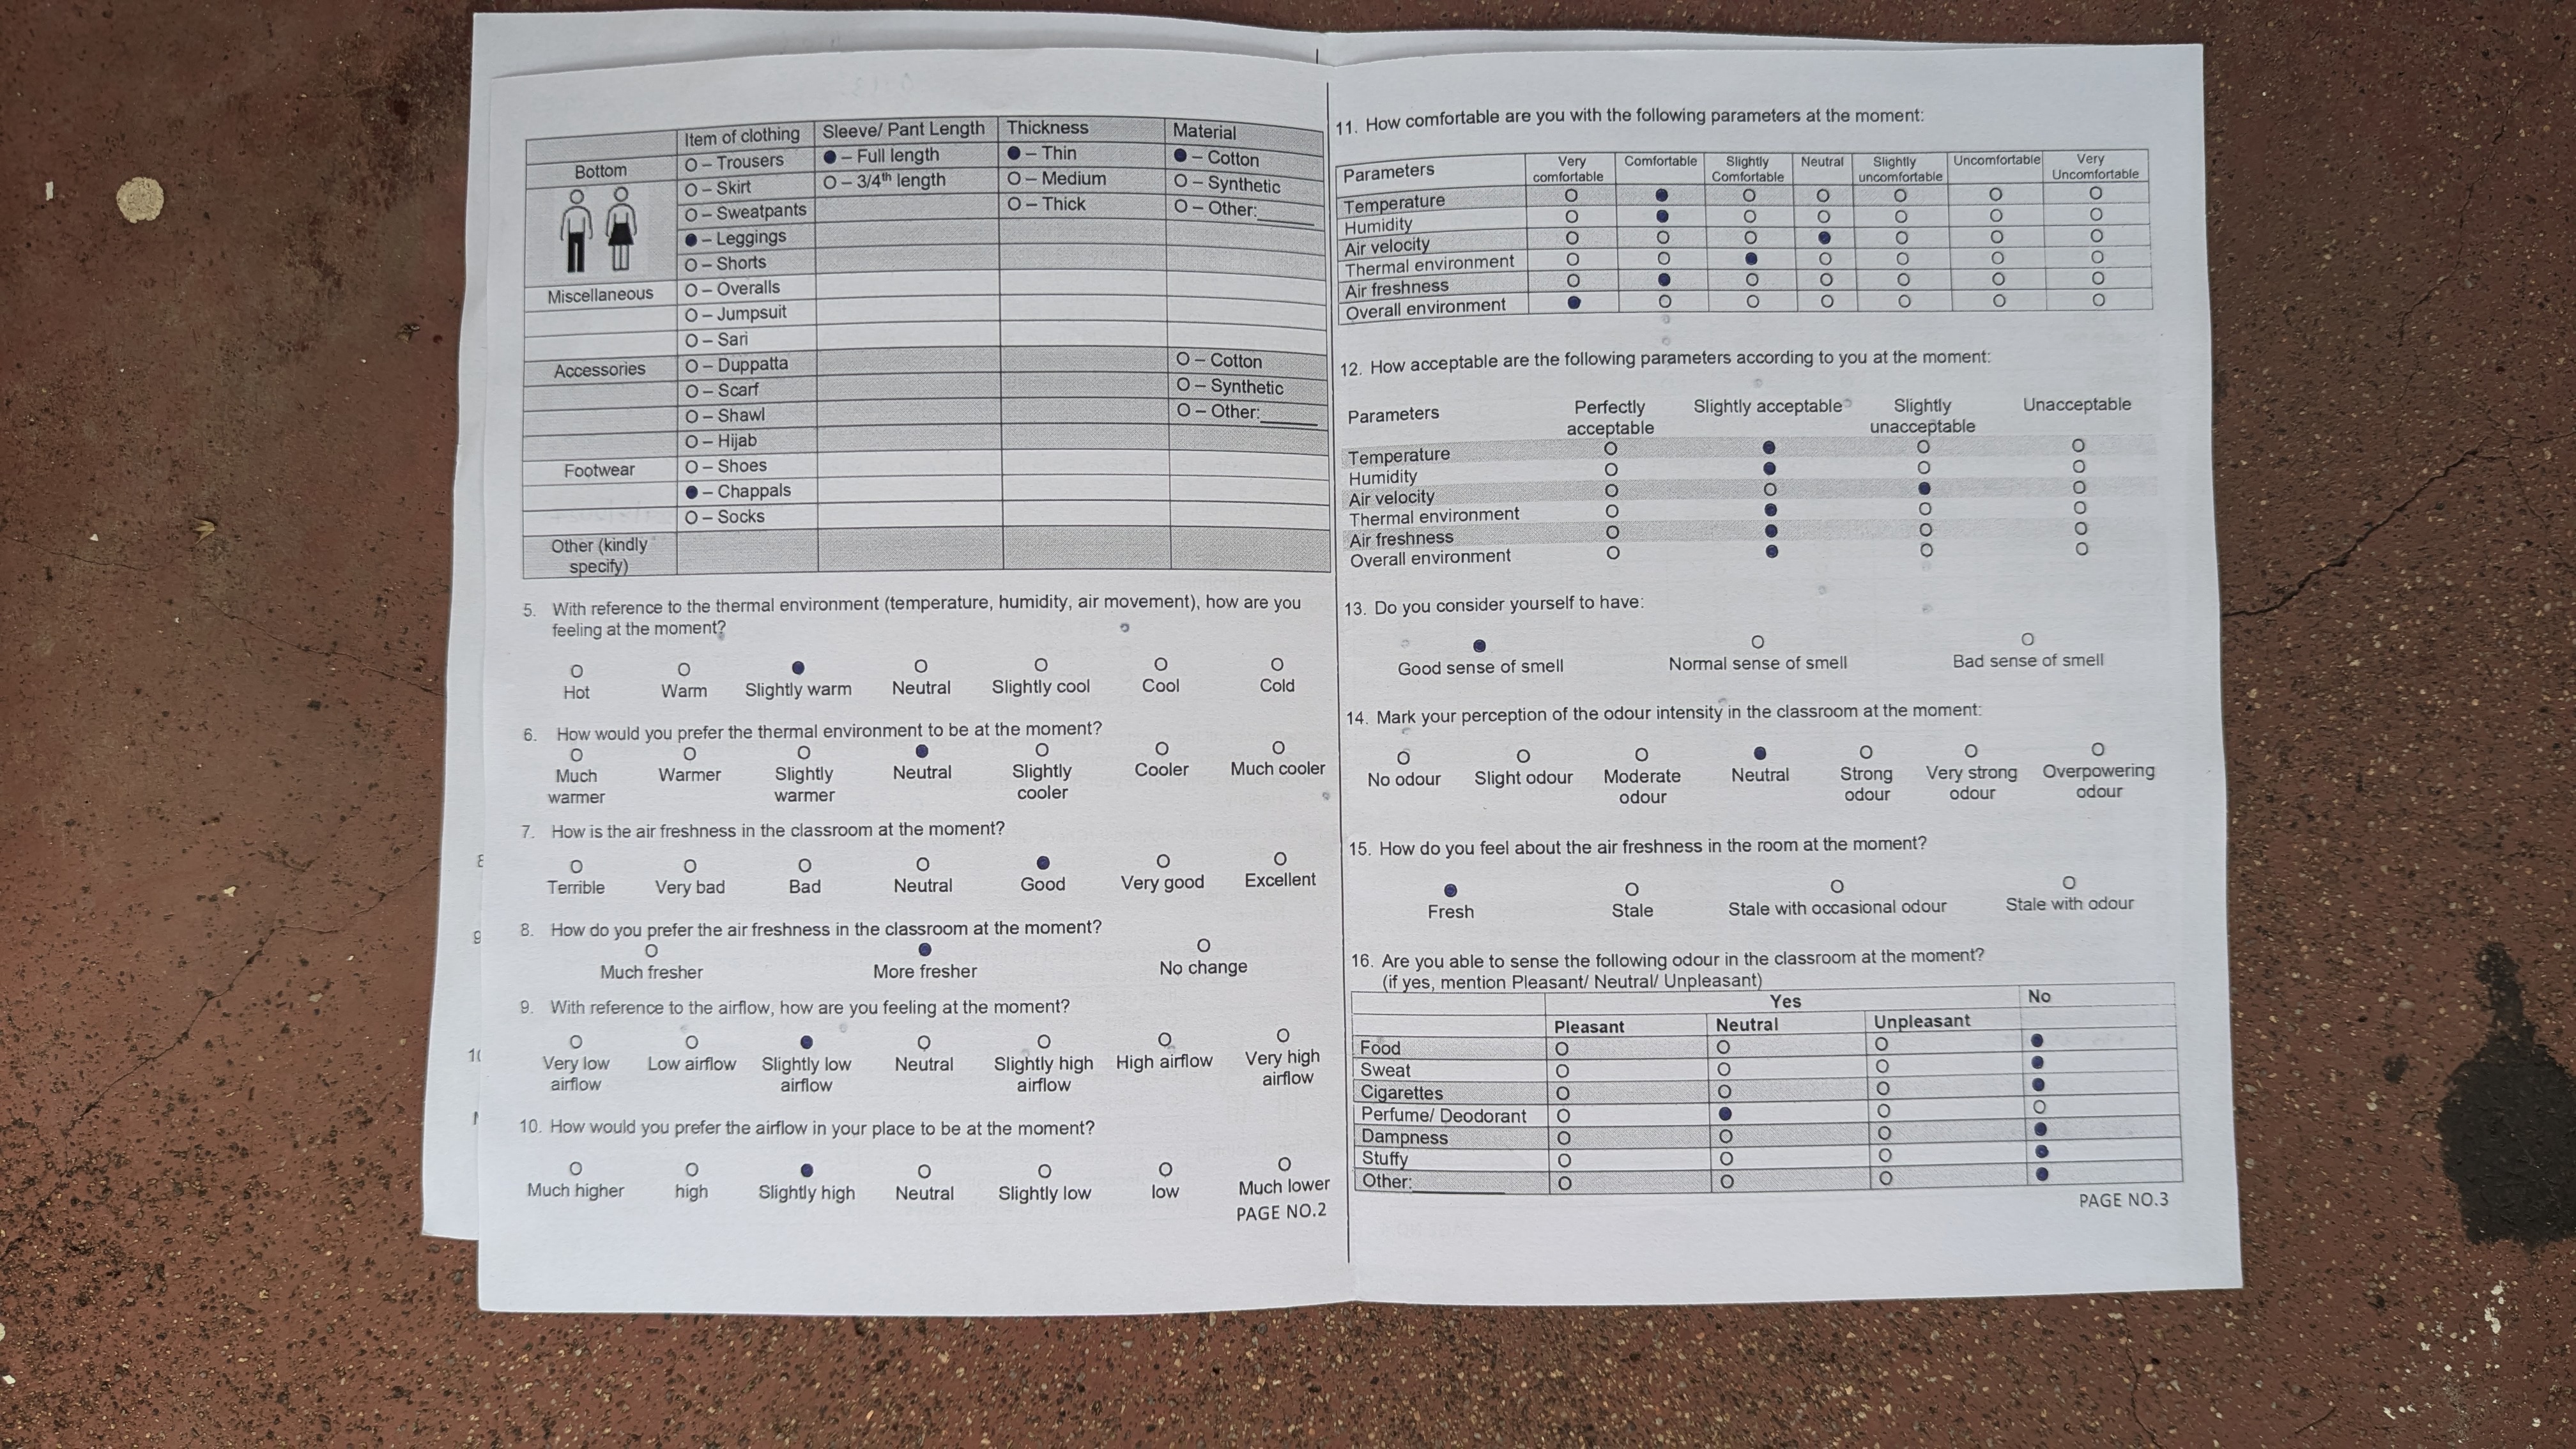 Item of clothing Sleeve/ Pant Length Thickness Material
Bottom O – Trousers ● – Full length ● – Thin ● – Cotton
O – Skirt O – 3/4th length O – Medium O – Synthetic
O – Sweatpants O – Thick O – Other:______
● – Leggings
O – Shorts
Miscellaneous O – Overalls
O – Jumpsuit
O – Sari
Accessories O – Duppatta O – Cotton
O – Scarf O – Synthetic
O – Shawl O – Other:______
O – Hijab
Footwear O – Shoes
● – Chappals
O – Socks
Other (kindly
specify)
5. With reference to the thermal environment (temperature, humidity, air movement), how are you
feeling at the moment?
O O ● O O O O
Hot Warm Slightly warm Neutral Slightly cool Cool Cold
6. How would you prefer the thermal environment to be at the moment?
O O O ● O O O
Much Warmer Slightly Neutral Slightly Cooler Much cooler
warmer warmer cooler
7. How is the air freshness in the classroom at the moment?
O O O O ● O O
Terrible Very bad Bad Neutral Good Very good Excellent
8. How do you prefer the air freshness in the classroom at the moment?
O ● O
Much fresher More fresher No change
9. With reference to the airflow, how are you feeling at the moment?
O O ● O O O O
Very low Low airflow Slightly low Neutral Slightly high High airflow Very high
airflow airflow airflow airflow
10. How would you prefer the airflow in your place to be at the moment?
O O ● O O O O
Much higher high Slightly high Neutral Slightly low low Much lower
PAGE NO.2
11. How comfortable are you with the following parameters at the moment:
Parameters Very Comfortable Slightly Neutral Slightly Uncomfortable Very
comfortable Comfortable uncomfortable Uncomfortable
Temperature O ● O O O O O
Humidity O ● O O O O O
Air velocity O O O ● O O O
Thermal environment O O ● O O O O
Air freshness O ● O O O O O
Overall environment ● O O O O O O
12. How acceptable are the following parameters according to you at the moment:
Parameters Perfectly Slightly acceptable Slightly Unacceptable
acceptable unacceptable
Temperature O ● O O
Humidity O ● O O
Air velocity O O ● O
Thermal environment O ● O O
Air freshness O ● O O
Overall environment O ● O O
13. Do you consider yourself to have:
● O O
Good sense of smell Normal sense of smell Bad sense of smell
14. Mark your perception of the odour intensity in the classroom at the moment:
O O O ● O O O
No odour Slight odour Moderate Neutral Strong Very strong Overpowering
odour odour odour odour
15. How do you feel about the air freshness in the room at the moment?
● O O O
Fresh Stale Stale with occasional odour Stale with odour
16. Are you able to sense the following odour in the classroom at the moment?
(if yes, mention Pleasant/ Neutral/ Unpleasant)
Yes No
Pleasant Neutral Unpleasant
Food O O O ●
Sweat O O O ●
Cigarettes O O O ●
Perfume/ Deodorant O ● O O
Dampness O O O ●
Stuffy O O O ●
Other:__________ O O O ●
PAGE NO.3